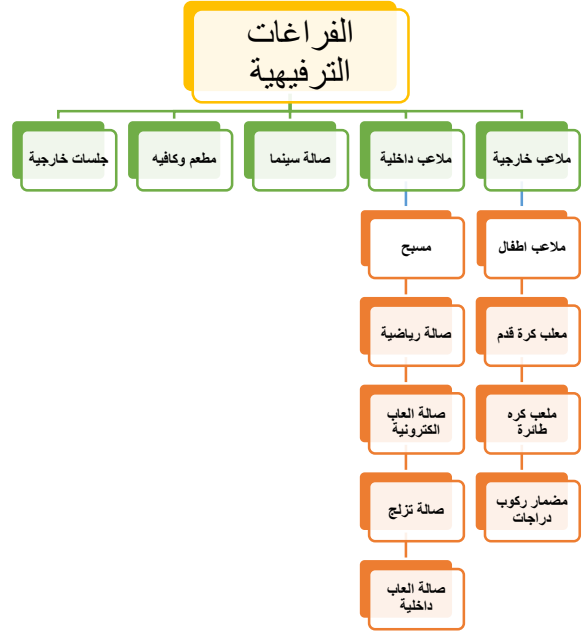 الفراغات
الترفيهية
ملاعب خارجية
ملاعب داخلية
صالة سينما
مطعم وكافيه
جلسات خارجية
ملاعب اطفال
معلب كرة قدم
ملعب كره
طائرة
مضمار ركوب
دراجات
مسبح
صالة رياضية
صالة العاب
الكترونية
صالة تزلج
صالة العاب
داخلية